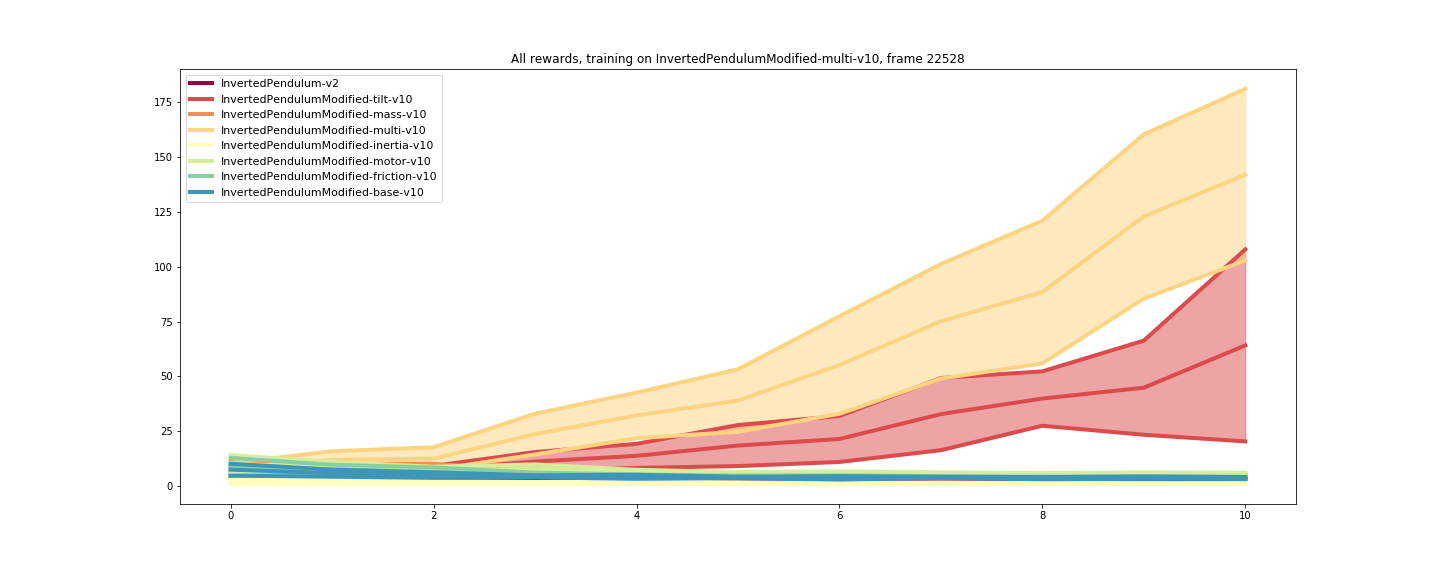 All rewards, training on InvertedPendulumModified-multi-v10, frame 22528
InvertedPendulum-v2
InvertedPendulumModified-tilt-v10
InvertedPendulumModified-mass-v10
InvertedPendulumModified-multi-v10
InvertedPendulumModified-inertia-v10
InvertedPendulumModified-motor-v10
InvertedPendulumModified-friction-v10
InvertedPendulumModified-base-v10
175
150
125
100
75
50
25
0
0 2 4 6 8 10